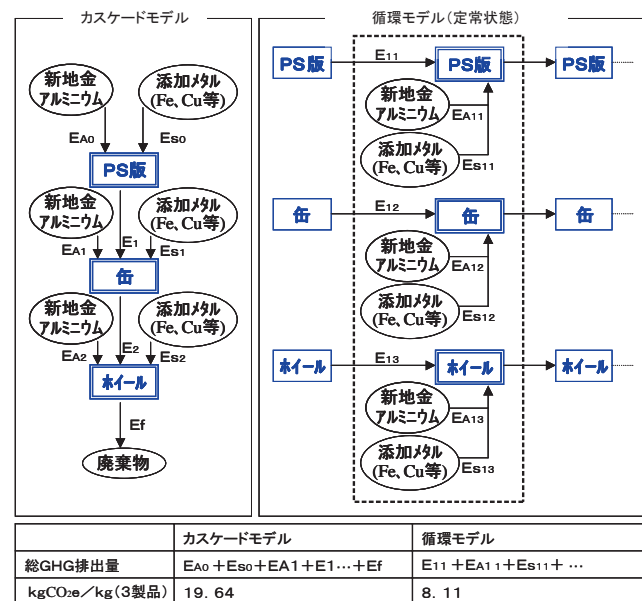 カスケードモデル
新地金
アルミニウム
添加メタル
(Fe、Cu等)
EA0
ES0
PS版
新地金
アルミニウム
添加メタル
(Fe、Cu等)
EA1
E1
ES1
缶
新地金
アルミニウム
添加メタル
(Fe、Cu等)
EA2
E2
ES2
ホイール
Ef
廃棄物
循環モデル(定常状態)
PS版
E11
PS版
PS版
新地金
アルミニウム
EA11
添加メタル
(Fe、Cu等)
ES11
缶
E12
缶
缶
新地金
アルミニウム
EA12
添加メタル
(Fe、Cu等)
ES12
ホイール
E13
ホイール
ホイール
新地金
アルミニウム
EA13
添加メタル
(Fe、Cu等)
ES13
カスケードモデル 循環モデル
総GHG排出量 EA0+ES0+EA1+E1…+Ef E11+EA11+ES11+…
kgCO2e/kg(3製品) 19.64 8.11